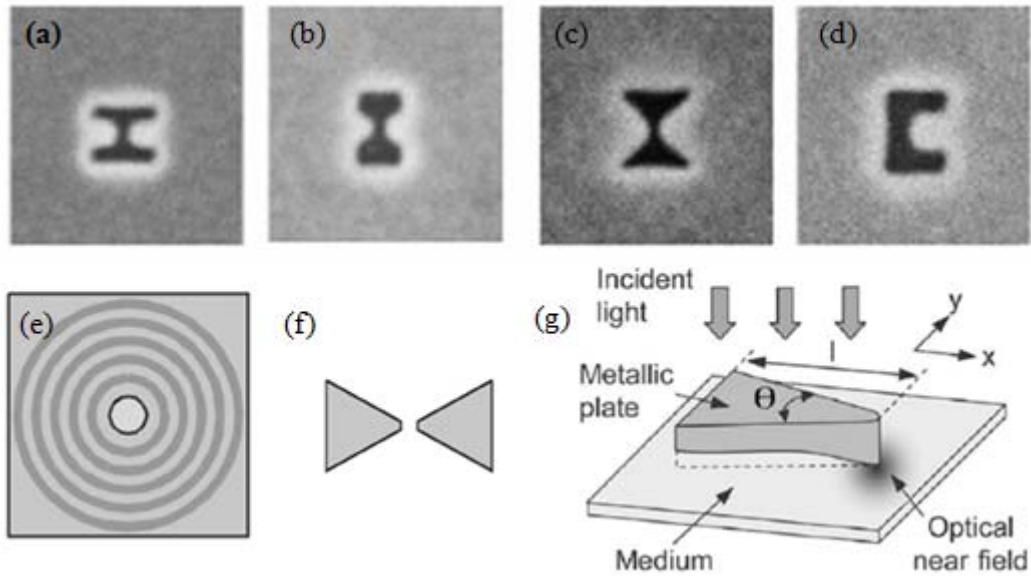 (a)
(b)
(c)
(d)
(e)
(f)
(g)
Incident
light
y
x
l
Metallic
plate
Θ
Medium
Optical
near field